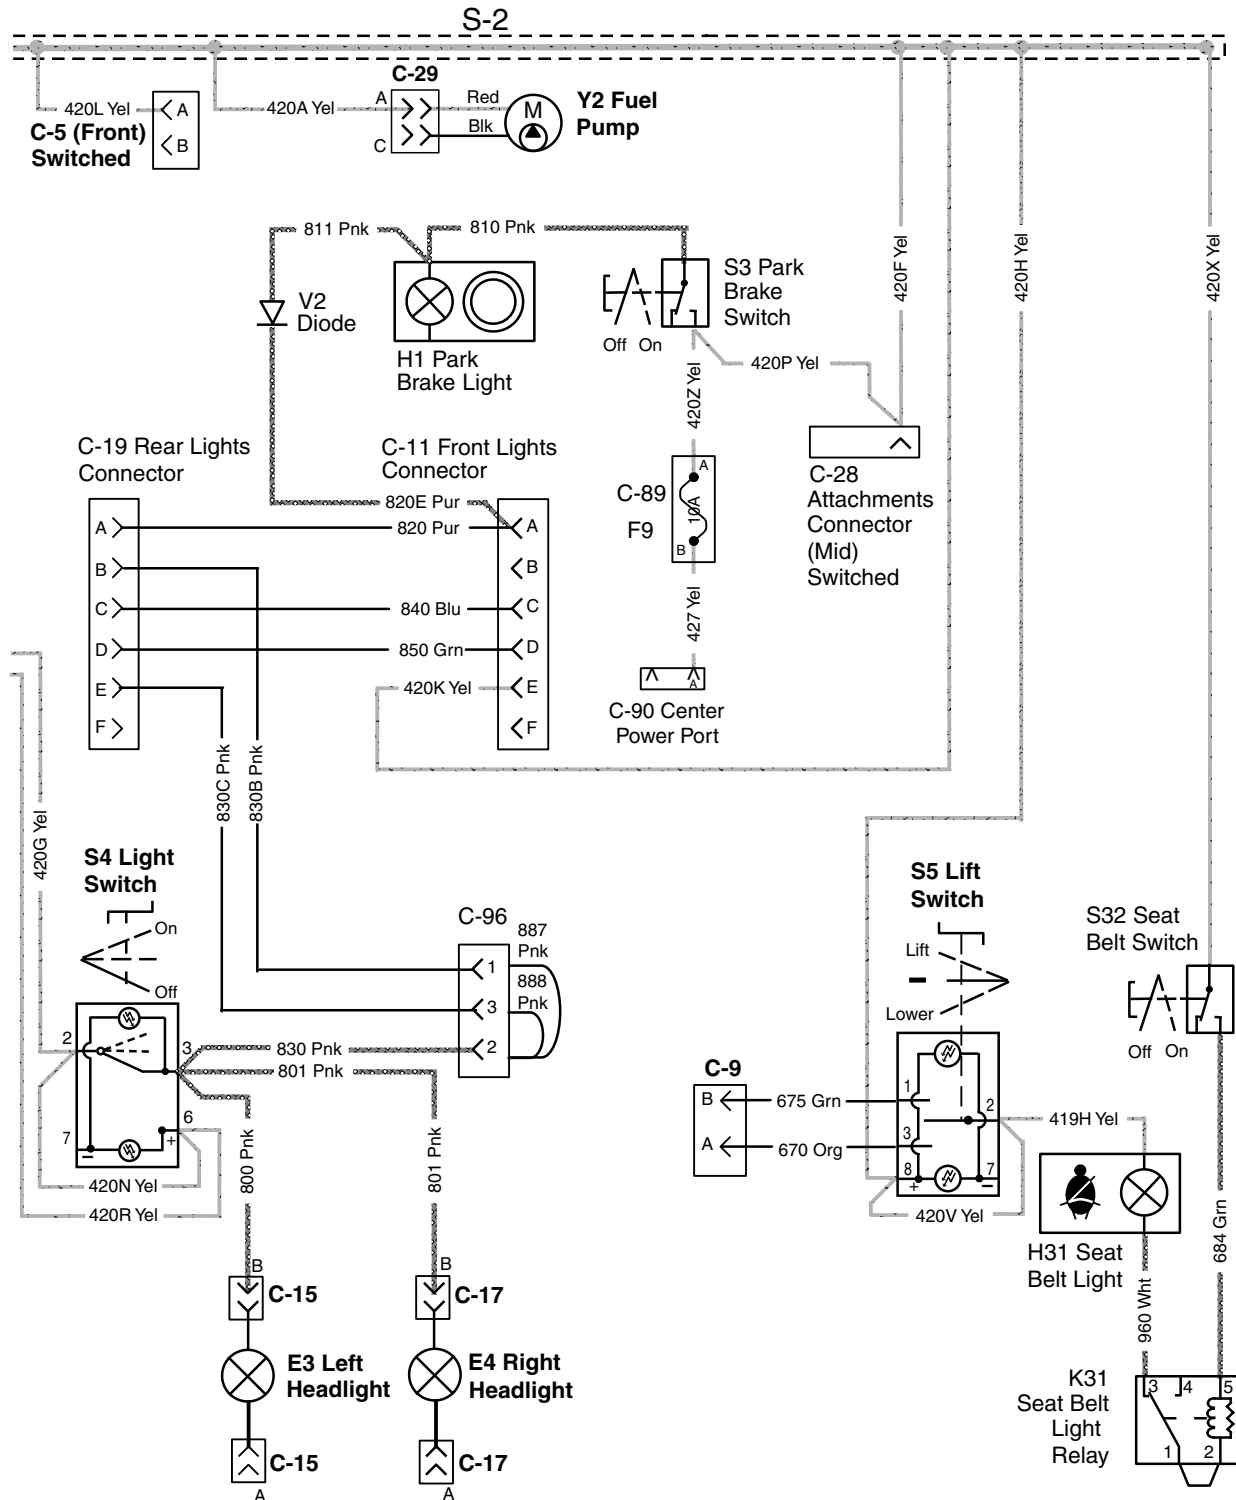 S-2
C-29
420L Yel
A
B
C-5 (Front)
Switched
420A Yel
A
C
Red
Blk
M
Y2 Fuel
Pump
811 Pnk
810 Pnk
V2
Diode
H1 Park
Brake Light
S3 Park
Brake
Switch
Off On
420F Yel
420H Yel
420X Yel
420P Yel
420Z Yel
C-19 Rear Lights
Connector
C-11 Front Lights
Connector
C-89
F9
A
10A
B
C-28
Attachments
Connector
(Mid)
Switched
820E Pur
A
820 Pur
A
B
B
C
840 Blu
C
D
850 Grn
D
E
420K Yel
E
F
F
427 Yel
A
C-90 Center
Power Port
830C Pnk
830B Pnk
420G Yel
S4 Light
Switch
On
Off
C-96
887
Pnk
888
Pnk
1
3
2
2
3
830 Pnk
801 Pnk
6
7
+
–
420N Yel
420R Yel
800 Pnk
801 Pnk
B
C-15
B
C-17
E3 Left
Headlight
E4 Right
Headlight
C-15
A
C-17
A
S5 Lift
Switch
Lift
Lower
C-9
B
675 Grn
1
2
A
670 Org
3
8
+
7
–
420V Yel
419H Yel
S32 Seat
Belt Switch
Off On
H31 Seat
Belt Light
960 Wht
684 Grn
K31
Seat Belt
Light
Relay
3
4
5
1
2